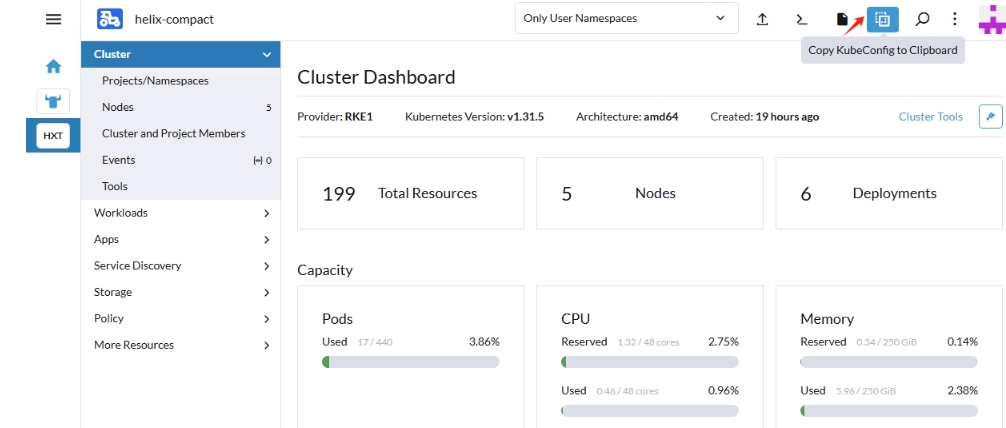 helix-compact
Only User Namespaces
Copy KubeConfig to Clipboard
HXT
Cluster
Projects/Namespaces
Nodes 5
Cluster and Project Members
Events 0
Tools
Workloads
Apps
Service Discovery
Storage
Policy
More Resources
Cluster Dashboard
Provider: RKE1 Kubernetes Version: v1.31.5 Architecture: amd64 Created: 19 hours ago Cluster Tools
199 Total Resources 5 Nodes 6 Deployments
Capacity
Pods
Used 17 / 440 3.86%
CPU
Reserved 1.32 / 48 cores 2.75%
Used 0.46 / 48 cores 0.96%
Memory
Reserved 0.34 / 250 GiB 0.14%
Used 5.96 / 250 GiB 2.38%